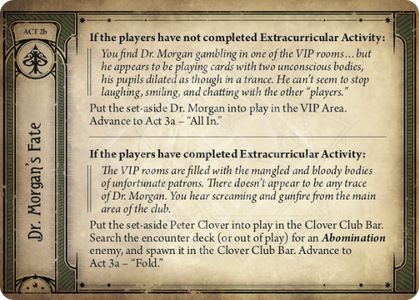 ACT 2b
Dr. Morgan's Fate
If the players have not completed Extracurricular Activity:
You find Dr. Morgan gambling in one of the VIP rooms…but
he appears to be playing cards with two unconscious bodies,
his pupils dilated as though in a trance. He can't seem to stop
laughing, smiling, and chatting with the other “players.”
Put the set-aside Dr. Morgan into play in the VIP Area.
Advance to Act 3a – “All In.”
If the players have completed Extracurricular Activity:
The VIP rooms are filled with the mangled and bloody bodies
of unfortunate patrons. There doesn't appear to be any trace
of Dr. Morgan. You hear screaming and gunfire from the main
area of the club.
Put the set-aside Peter Clover into play in the Clover Club Bar.
Search the encounter deck (or out of play) for an Abomination
enemy, and spawn it in the Clover Club Bar. Advance to
Act 3a – “Fold.”